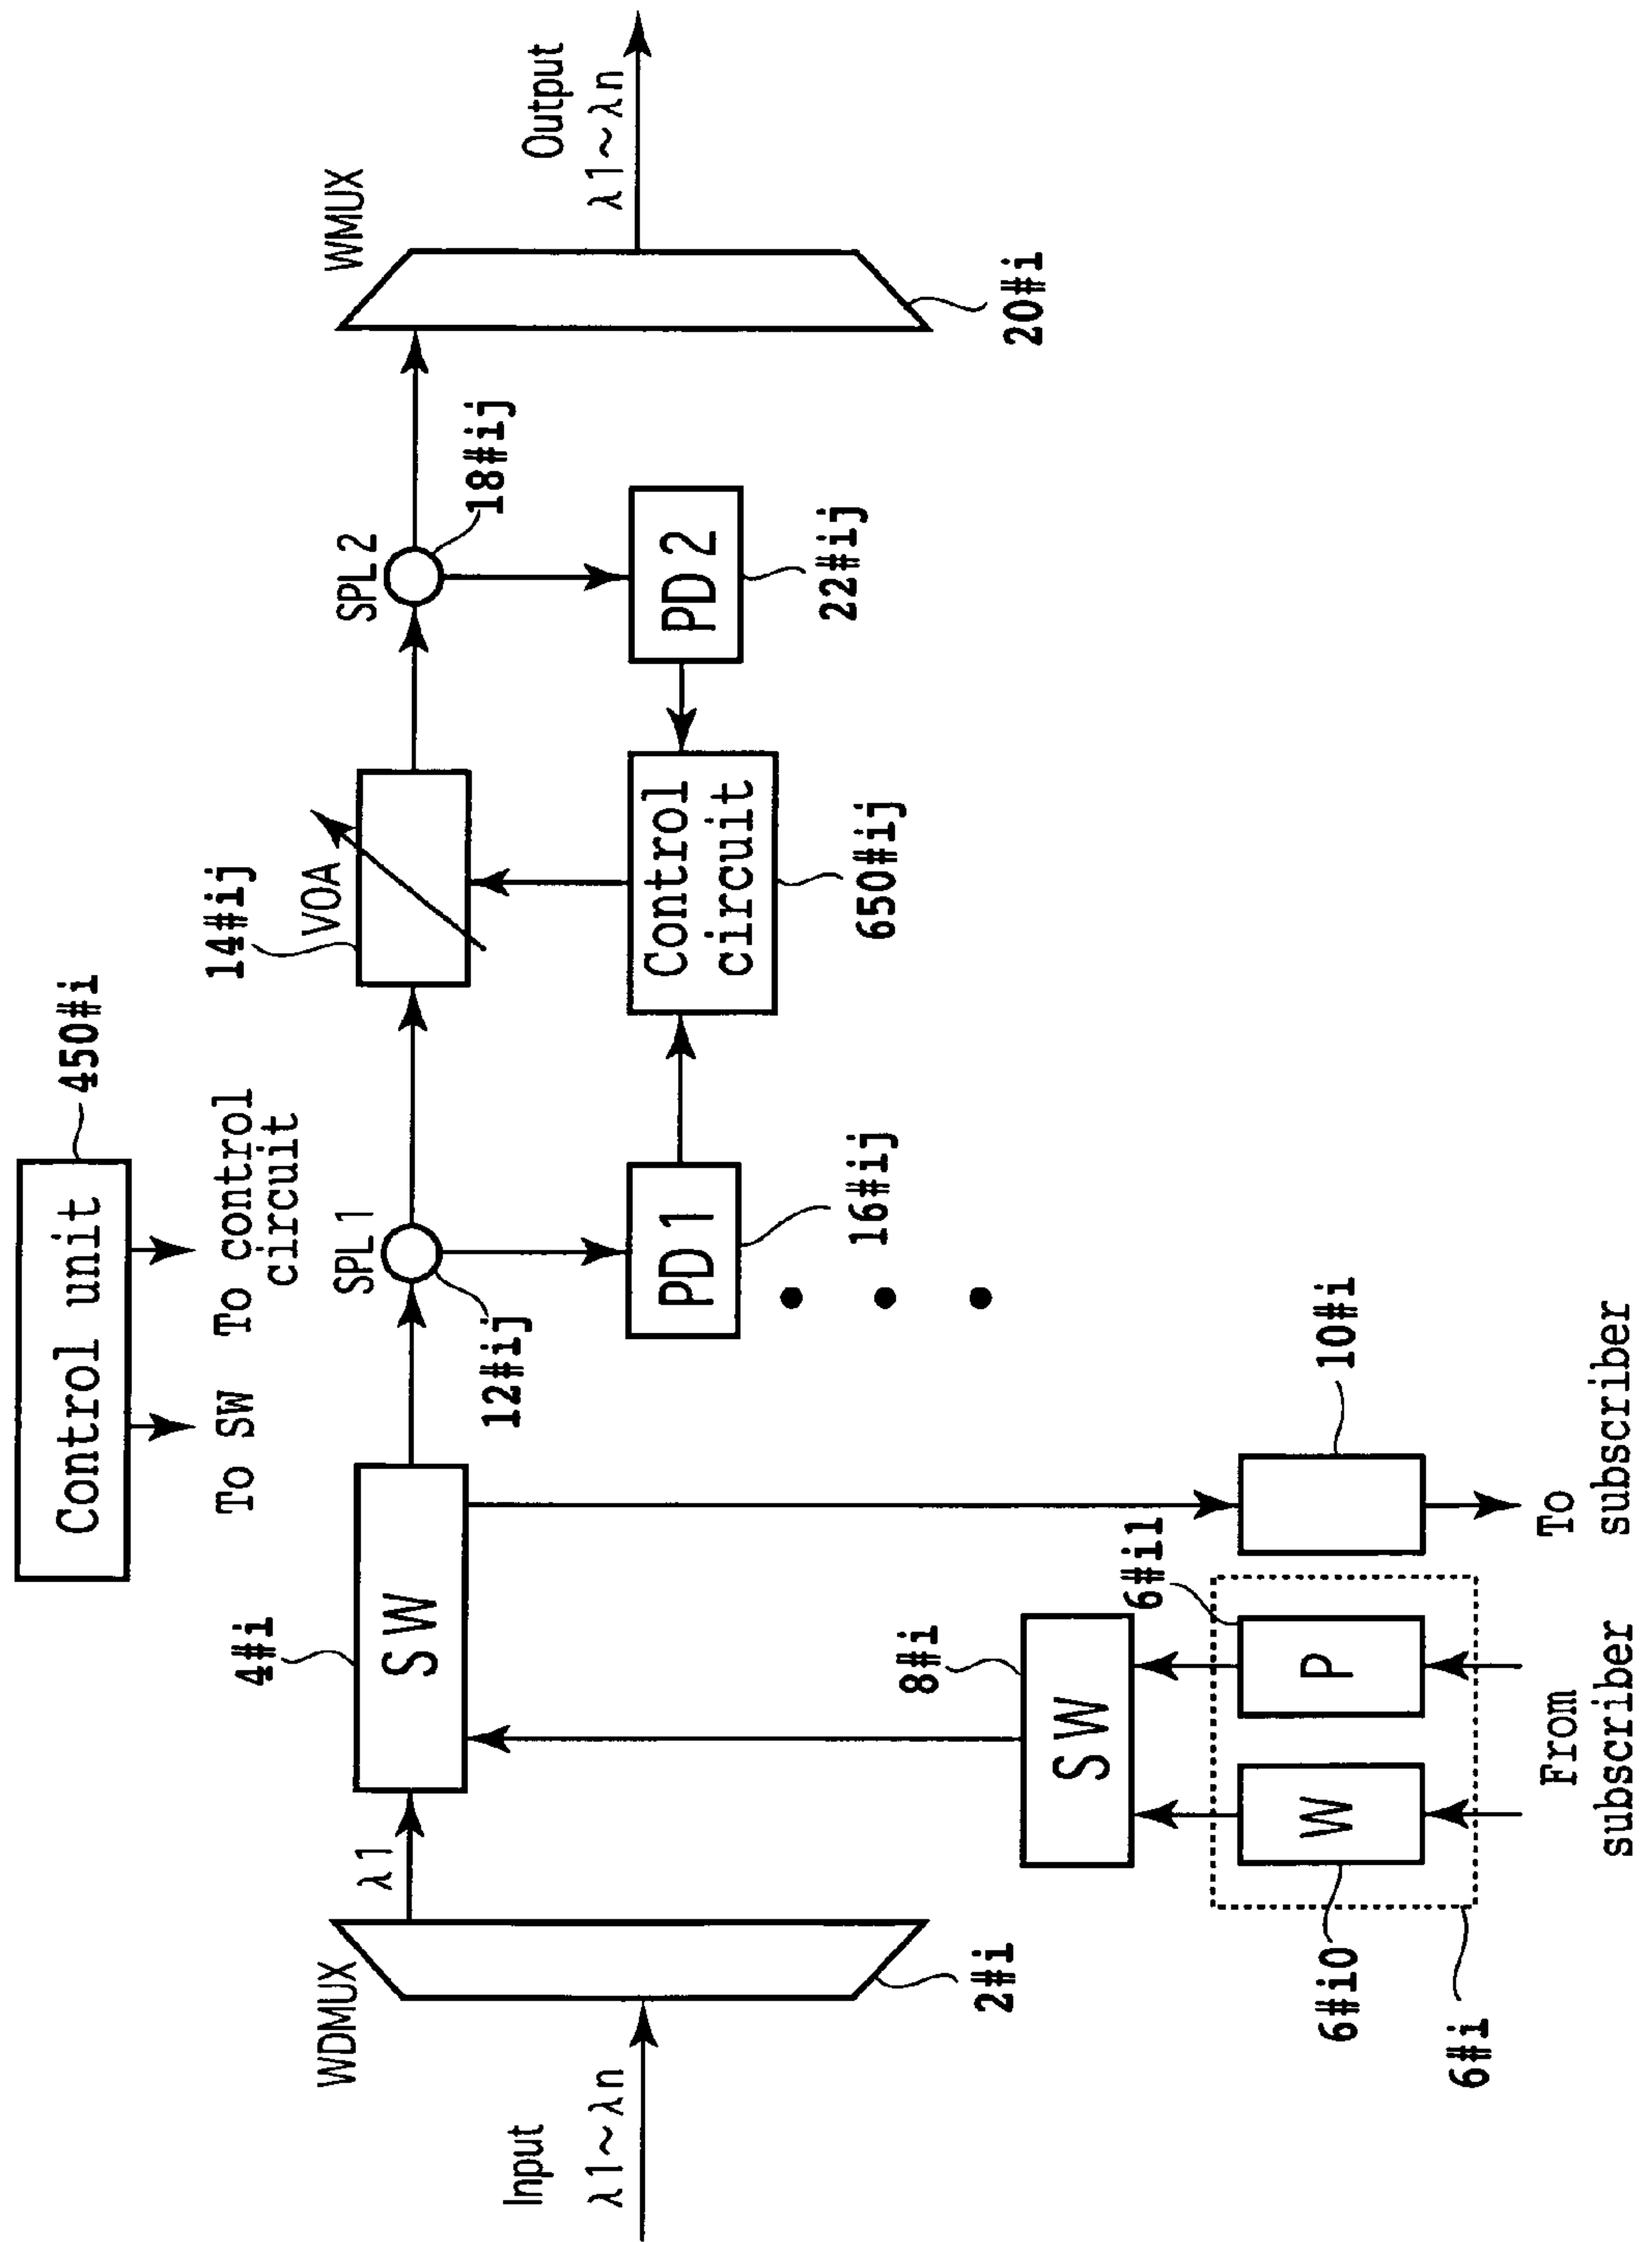 Control unit
450#i
To SW
To control
circuit
WDMUX
λ1
4#i
SW
SPL1
12#ij
14#ij
VOA
SPL2
18#ij
WMUX
Input
λ1~λn
2#i
PD1
16#ij
Control
circuit
650#ij
PD2
22#ij
20#i
Output
λ1~λn
8#i
SW
6#i1
10#i
W
P
6#i0
6#i
From
subscriber
To
subscriber